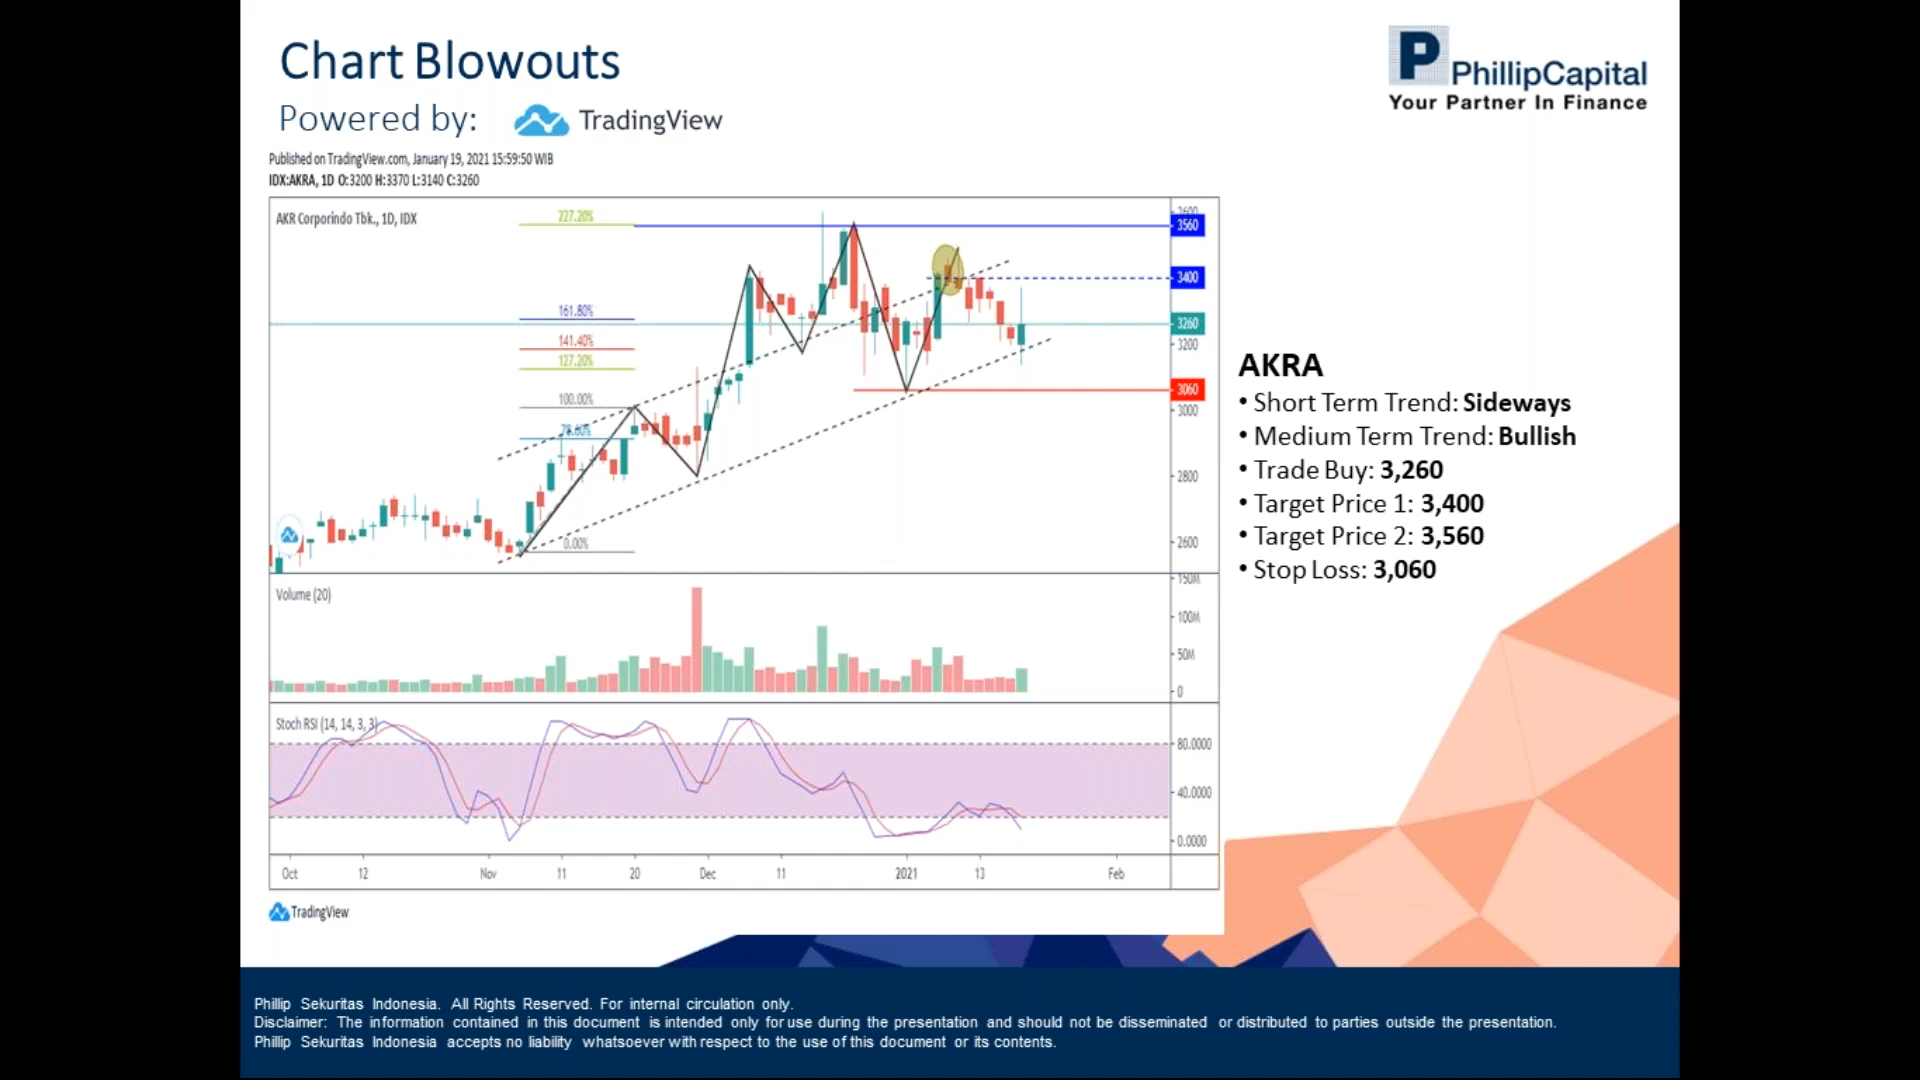 Chart Blowouts
Powered by: TradingView
PhillipCapital
Your Partner In Finance
Published on TradingView.com, January 19, 2021 15:59:50 WIB
IDX:AKRA, 1D O:3200 H:3370 L:3140 C:3260
AKR Corporindo Tbk., 1D, IDX
227.20%
161.80%
141.40%
127.20%
100.00%
78.60%
0.00%
3600
3560
3400
3260
3200
3060
3000
2800
2600
AKRA
• Short Term Trend: Sideways
• Medium Term Trend: Bullish
• Trade Buy: 3,260
• Target Price 1: 3,400
• Target Price 2: 3,560
• Stop Loss: 3,060
Volume (20)
150M
100M
50M
0
Stoch RSI (14, 14, 3, 3)
80.0000
40.0000
0.0000
Oct 12 Nov 11 20 Dec 11 2021 13 Feb
TradingView
Phillip Sekuritas Indonesia. All Rights Reserved. For internal circulation only.
Disclaimer: The information contained in this document is intended only for use during the presentation and should not be disseminated or distributed to parties outside the presentation.
Phillip Sekuritas Indonesia accepts no liability whatsoever with respect to the use of this document or its contents.